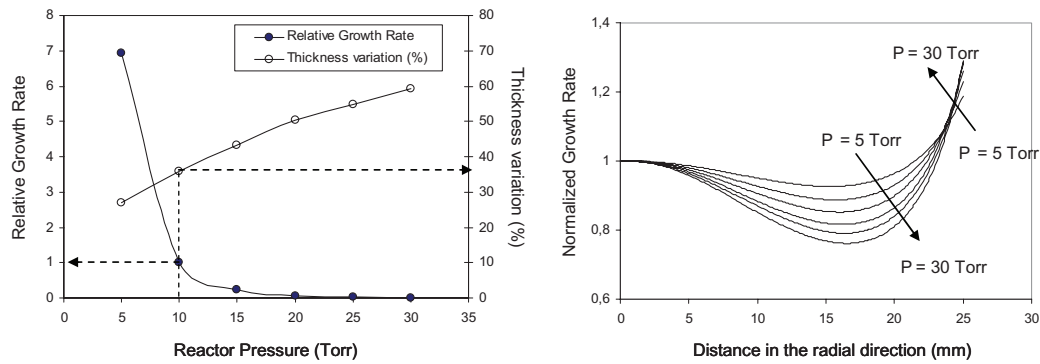 8
7
6
5
4
3
2
1
0
Relative Growth Rate
80
70
60
50
40
30
20
10
0
Thickness variation (%)
Relative Growth Rate
Thickness variation (%)
0 5 10 15 20 25 30 35
Reactor Pressure (Torr)
1,4
1,2
1
0,8
0,6
Normalized Growth Rate
P = 30 Torr
P = 5 Torr
P = 5 Torr
P = 30 Torr
0 5 10 15 20 25 30
Distance in the radial direction (mm)